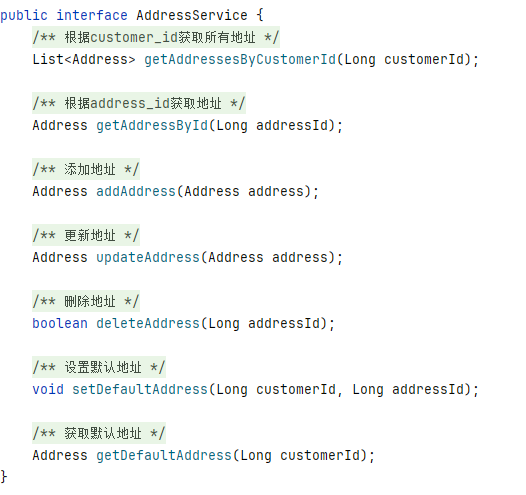 public interface AddressService {
/** 根据customer_id获取所有地址 */
List<Address> getAddressesByCustomerId(Long customerId);
/** 根据address_id获取地址 */
Address getAddressById(Long addressId);
/** 添加地址 */
Address addAddress(Address address);
/** 更新地址 */
Address updateAddress(Address address);
/** 删除地址 */
boolean deleteAddress(Long addressId);
/** 设置默认地址 */
void setDefaultAddress(Long customerId, Long addressId);
/** 获取默认地址 */
Address getDefaultAddress(Long customerId);
}